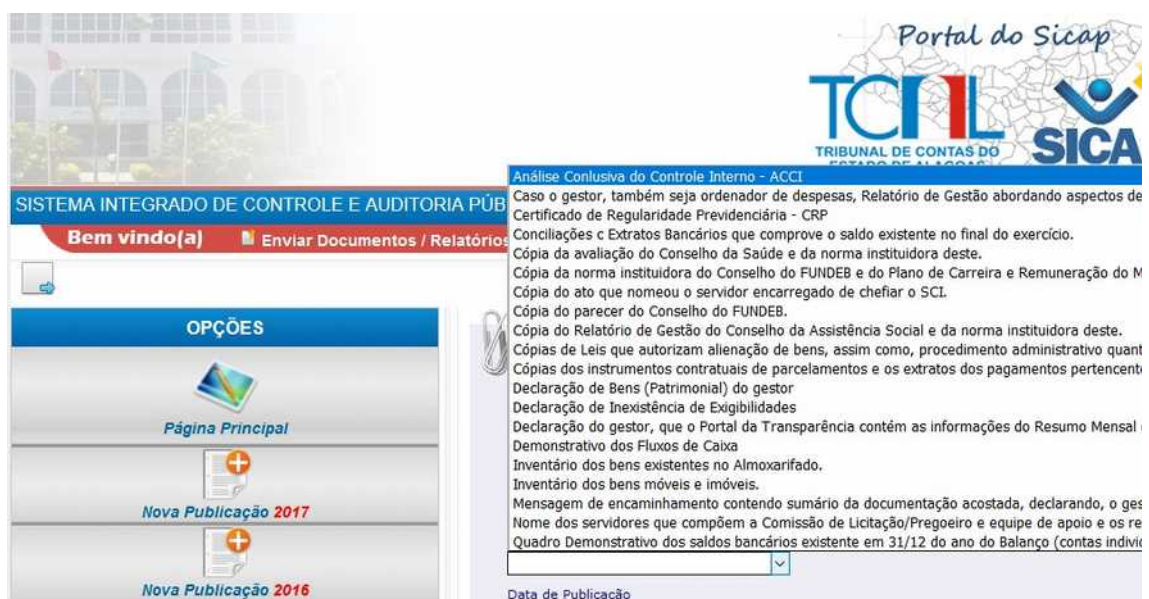 Portal do Sicap
TCAL
TRIBUNAL DE CONTAS DO
ESTADO DE ALAGOAS
SICA
SISTEMA INTEGRADO DE CONTROLE E AUDITORIA PÚB
Bem vindo(a)
Enviar Documentos / Relatórios
OPÇÕES
Página Principal
Nova Publicação 2017
Nova Publicação 2016
Análise Conlusiva do Controle Interno - ACCI
Caso o gestor, também seja ordenador de despesas, Relatório de Gestão abordando aspectos de
Certificado de Regularidade Previdenciária - CRP
Conciliações c Extratos Bancários que comprove o saldo existente no final do exercício.
Cópia da avaliação do Conselho da Saúde e da norma instituidora deste.
Cópia da norma instituidora do Conselho do FUNDEB e do Plano de Carreira e Remuneração do M
Cópia do ato que nomeou o servidor encarregado de chefiar o SCI.
Cópia do parecer do Conselho do FUNDEB.
Cópia do Relatório de Gestão do Conselho da Assistência Social e da norma instituidora deste.
Cópias de Leis que autorizam alienação de bens, assim como, procedimento administrativo quant
Cópias dos instrumentos contratuais de parcelamentos e os extratos dos pagamentos pertencent
Declaração de Bens (Patrimonial) do gestor
Declaração de Inexistência de Exigibilidades
Declaração do gestor, que o Portal da Transparência contém as informações do Resumo Mensal
Demonstrativo dos Fluxos de Caixa
Inventário dos bens existentes no Almoxarifado.
Inventário dos bens móveis e imóveis.
Mensagem de encaminhamento contendo sumário da documentação acostada, declarando, o ges
Nome dos servidores que compõem a Comissão de Licitação/Pregoeiro e equipe de apoio e os re
Quadro Demonstrativo dos saldos bancários existente em 31/12 do ano do Balanço (contas indivi
Data de Publicação